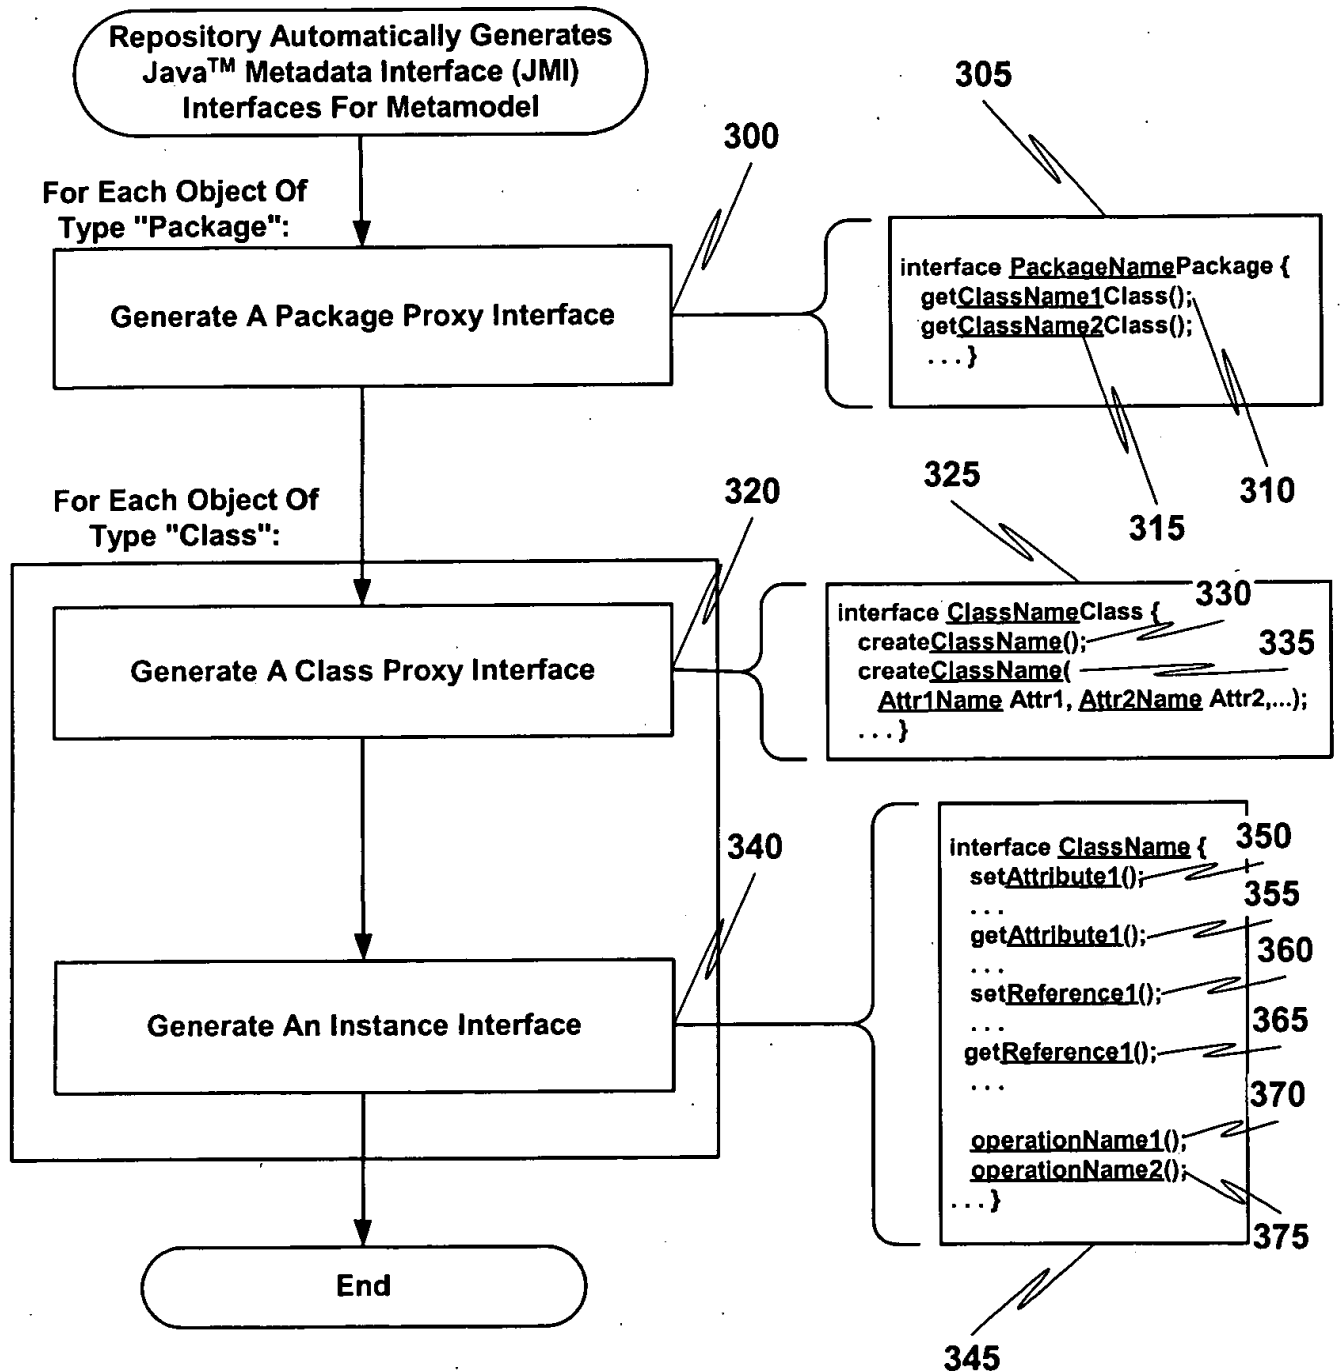 Repository Automatically Generates
Java™ Metadata Interface (JMI)
Interfaces For Metamodel
305
300
For Each Object Of
Type "Package":
Generate A Package Proxy Interface
interface PackageNamePackage {
getClassName1Class();
getClassName2Class();
. . . }
310
315
325
320
For Each Object Of
Type "Class":
Generate A Class Proxy Interface
interface ClassNameClass {
330
createClassName();
335
createClassName(
Attr1Name Attr1, Attr2Name Attr2,...);
. . . }
340
Generate An Instance Interface
interface ClassName {
350
setAttribute1();
355
. . .
getAttribute1();
360
. . .
setReference1();
365
. . .
getReference1();
. . .
370
operationName1();
operationName2();
. . . }
375
End
345